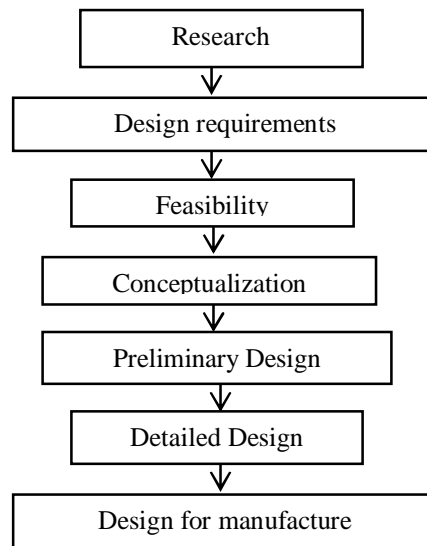 Research
Design requirements
Feasibility
Conceptualization
Preliminary Design
Detailed Design
Design for manufacture